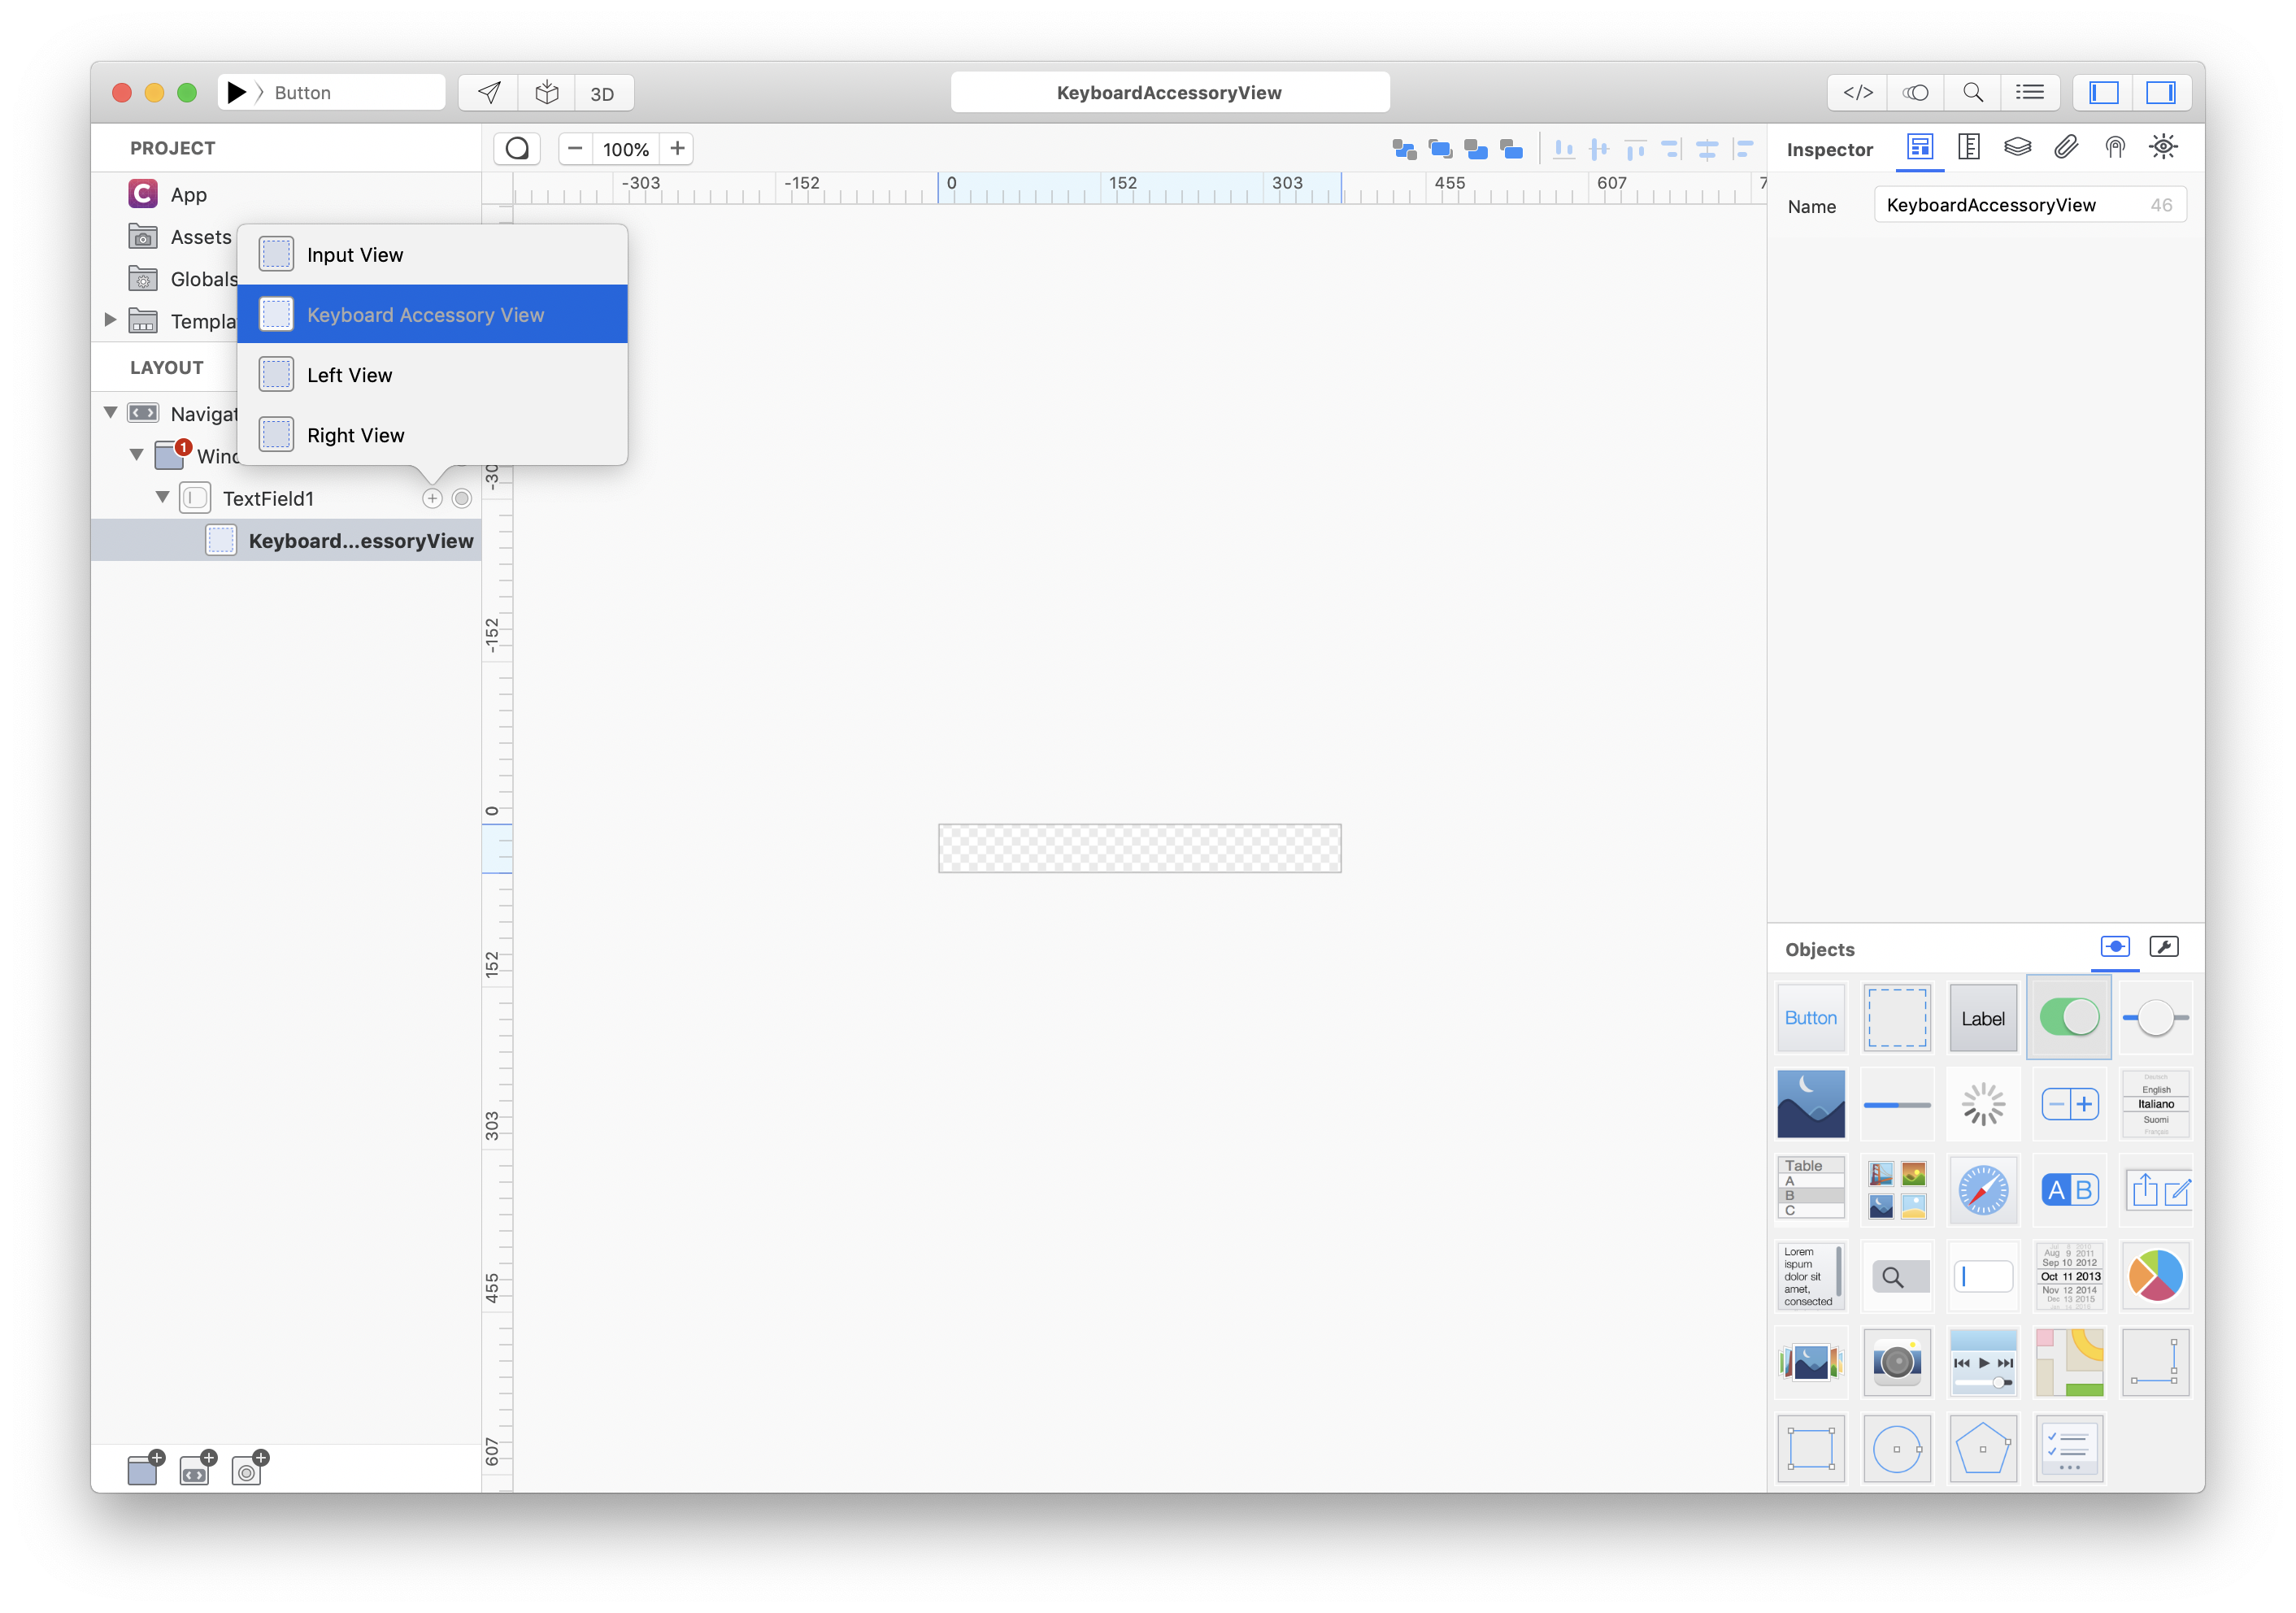 Button
3D
KeyboardAccessoryView
</>
PROJECT
App
Assets
Globals
Templa
Input View
Keyboard Accessory View
Left View
Right View
LAYOUT
Navigat
1
Wind
TextField1
Keyboard...essoryView
100%
-303
-152
0
152
303
455
607
7
-30
-152
0
152
303
455
607
Inspector
Name
KeyboardAccessoryView
46
Objects
Button
Label
Deutsch
English
Italiano
Suomi
Français
Table
A
B
C
A
B
Lorem
ispum
dolor sit
amet,
consected
Aug 9 2011
Sep 10 2012
Oct 11 2013
Nov 12 2014
Dec 13 2015